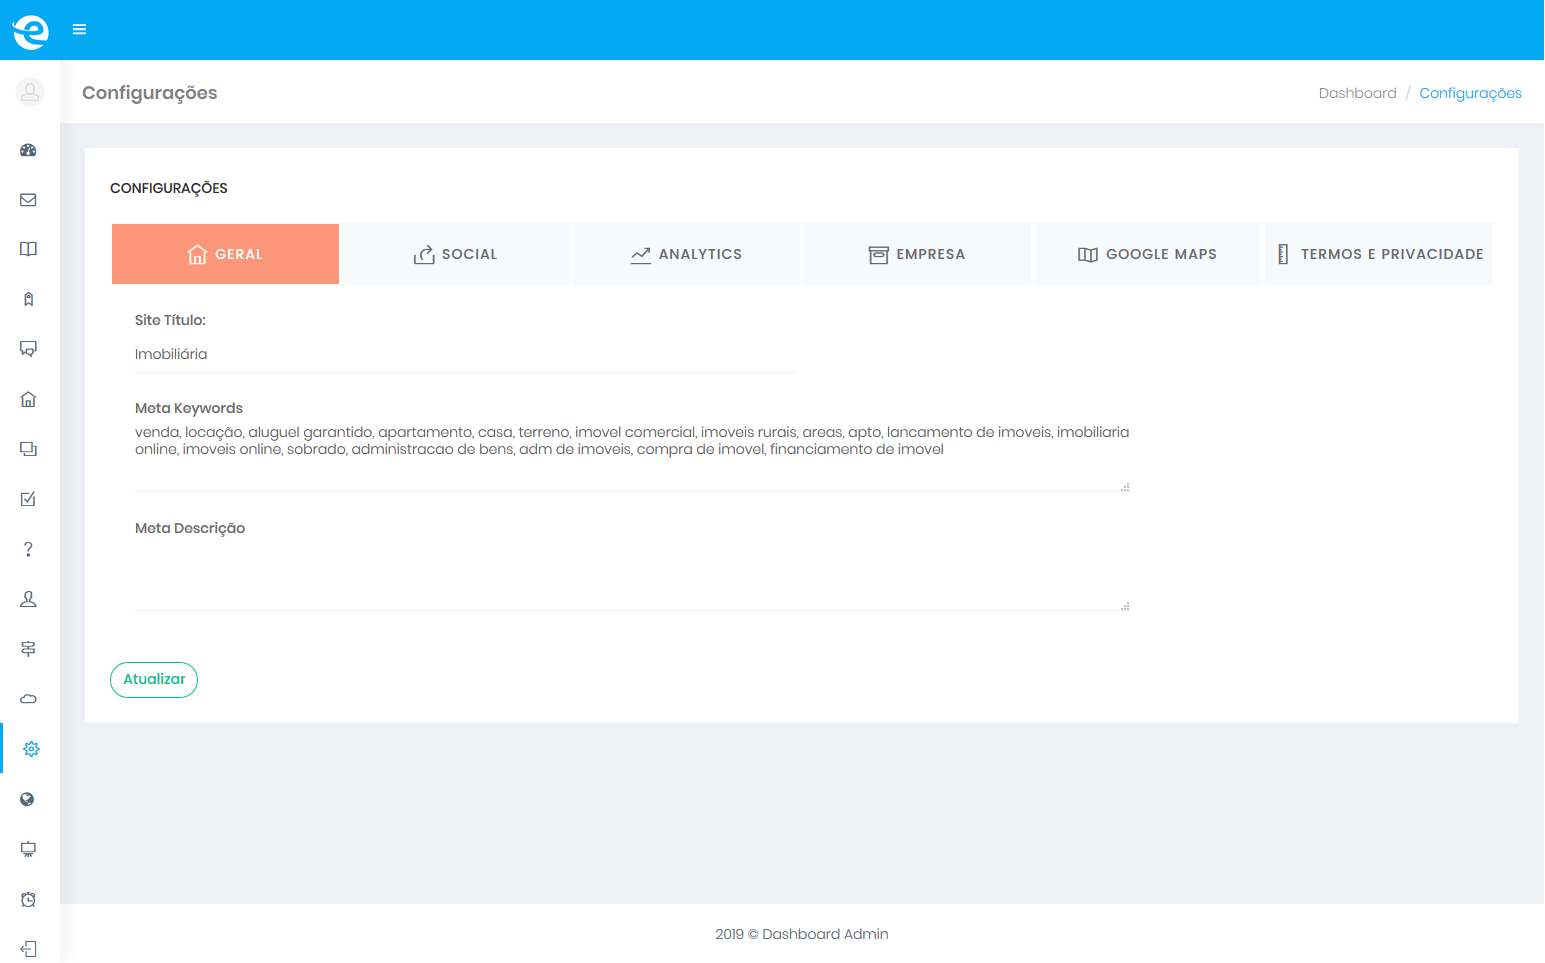 Configurações
Dashboard / Configurações
CONFIGURAÇÕES
GERAL
SOCIAL
ANALYTICS
EMPRESA
GOOGLE MAPS
TERMOS E PRIVACIDADE
Site Título:
Imobiliária
Meta Keywords
venda, locação, aluguel garantido, apartamento, casa, terreno, imovel comercial, imoveis rurais, areas, apto, lancamento de imoveis, imobiliaria
online, imoveis online, sobrado, administracao de bens, adm de imoveis, compra de imovel, financiamento de imovel
Meta Descrição
Atualizar
2019 © Dashboard Admin